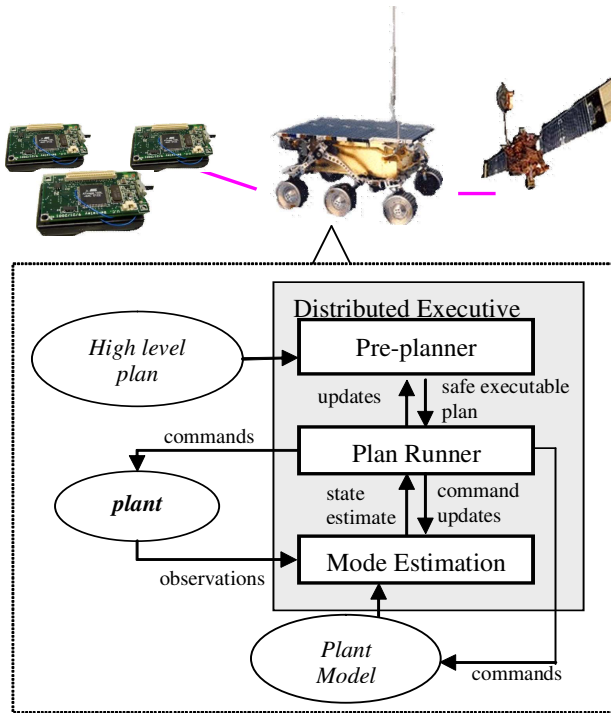 Distributed Executive
High level
plan
Pre-planner
updates
safe executable
plan
commands
Plan Runner
plant
state
estimate
command
updates
observations
Mode Estimation
Plant
Model
commands